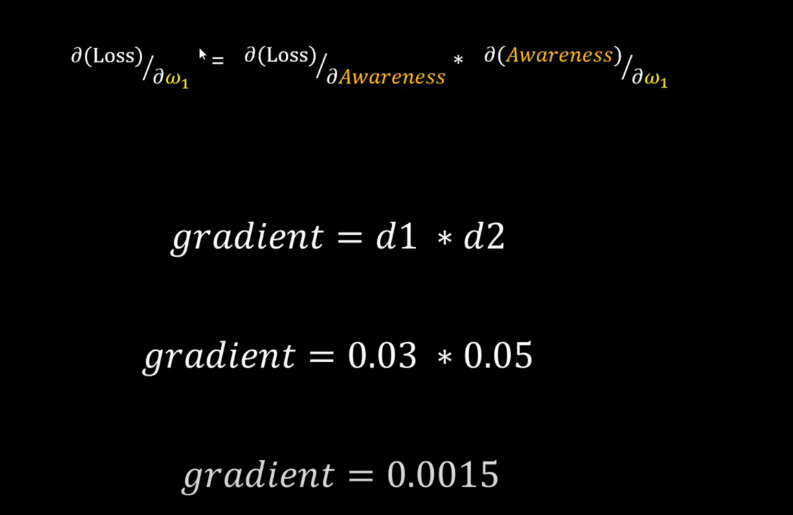 ∂(Loss)/∂ω₁ = ∂(Loss)/∂Awareness * ∂(Awareness)/∂ω₁
gradient = d1 * d2
gradient = 0.03 * 0.05
gradient = 0.0015